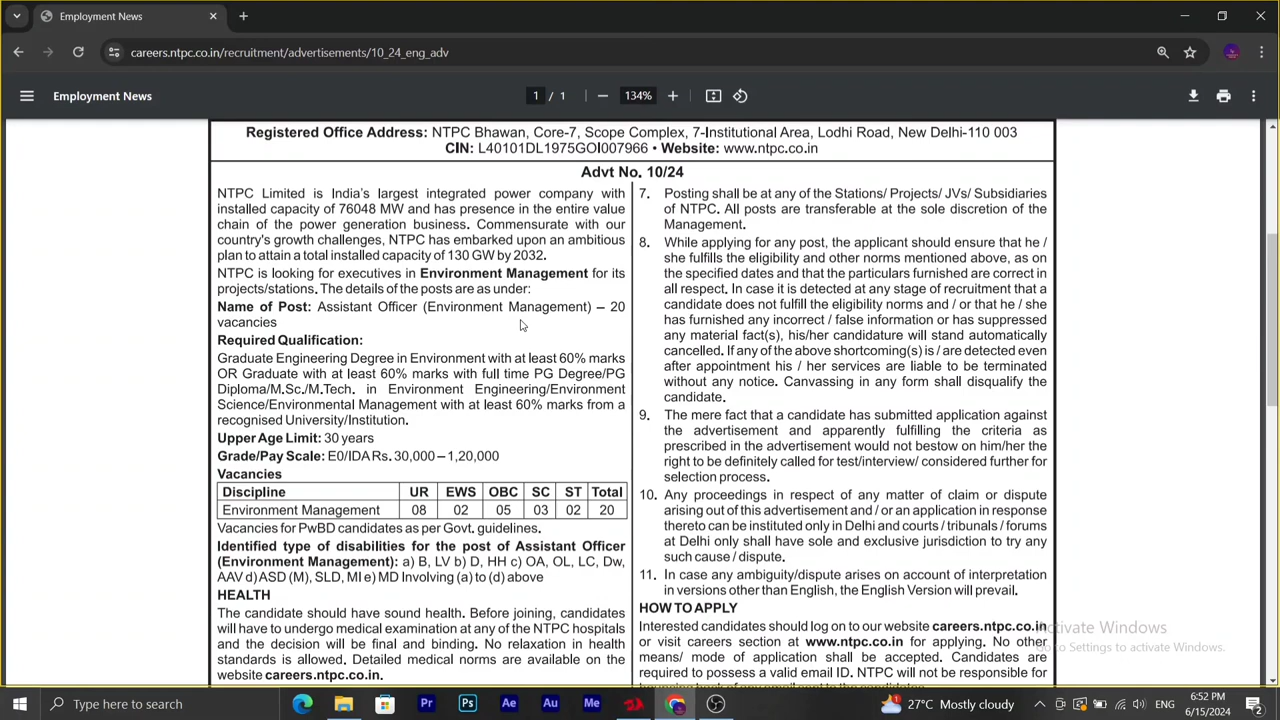 Employment News
careers.ntpc.co.in/recruitment/advertisements/10_24_eng_adv
Employment News
1 / 1
134%
Registered Office Address: NTPC Bhawan, Core-7, Scope Complex, 7-Institutional Area, Lodhi Road, New Delhi-110 003
CIN: L40101DL1975GOI007966 • Website: www.ntpc.co.in
Advt No. 10/24
NTPC Limited is India's largest integrated power company with
installed capacity of 76048 MW and has presence in the entire value
chain of the power generation business. Commensurate with our
country's growth challenges, NTPC has embarked upon an ambitious
plan to attain a total installed capacity of 130 GW by 2032.
NTPC is looking for executives in Environment Management for its
projects/stations. The details of the posts are as under:
Name of Post: Assistant Officer (Environment Management) – 20
vacancies
Required Qualification:
Graduate Engineering Degree in Environment with at least 60% marks
OR Graduate with at least 60% marks with full time PG Degree/PG
Diploma/M.Sc./M.Tech. in Environment Engineering/Environment
Science/Environmental Management with at least 60% marks from a
recognised University/Institution.
Upper Age Limit: 30 years
Grade/Pay Scale: E0/IDA Rs. 30,000 – 1,20,000
Vacancies
Discipline UR EWS OBC SC ST Total
Environment Management 08 02 05 03 02 20
Vacancies for PwBD candidates as per Govt. guidelines.
Identified type of disabilities for the post of Assistant Officer
(Environment Management): a) B, LV b) D, HH c) OA, OL, LC, Dw,
AAV d) ASD (M), SLD, MI e) MD Involving (a) to (d) above
HEALTH
The candidate should have sound health. Before joining, candidates
will have to undergo medical examination at any of the NTPC hospitals
and the decision will be final and binding. No relaxation in health
standards is allowed. Detailed medical norms are available on the
website careers.ntpc.co.in.
7. Posting shall be at any of the Stations/ Projects/ JVs/ Subsidiaries
of NTPC. All posts are transferable at the sole discretion of the
Management.
8. While applying for any post, the applicant should ensure that he /
she fulfills the eligibility and other norms mentioned above, as on
the specified dates and that the particulars furnished are correct in
all respect. In case it is detected at any stage of recruitment that a
candidate does not fulfill the eligibility norms and / or that he / she
has furnished any incorrect / false information or has suppressed
any material fact(s), his/her candidature will stand automatically
cancelled. If any of the above shortcoming(s) is / are detected even
after appointment his / her services are liable to be terminated
without any notice. Canvassing in any form shall disqualify the
candidate.
9. The mere fact that a candidate has submitted application against
the advertisement and apparently fulfilling the criteria as
prescribed in the advertisement would not bestow on him/her the
right to be definitely called for test/interview/ considered further for
selection process.
10. Any proceedings in respect of any matter of claim or dispute
arising out of this advertisement and / or an application in response
thereto can be instituted only in Delhi and courts / tribunals / forums
at Delhi only shall have sole and exclusive jurisdiction to try any
such cause / dispute.
11. In case any ambiguity/dispute arises on account of interpretation
in versions other than English, the English Version will prevail.
HOW TO APPLY
Interested candidates should log on to our website careers.ntpc.co.in
or visit careers section at www.ntpc.co.in for applying. No other
means/ mode of application shall be accepted. Candidates are
required to possess a valid email ID. NTPC will not be responsible for
Activate Windows
Go to Settings to activate Windows.
Type here to search
Pr
Ps
Ae
Au
Me
27°C Mostly cloudy
ENG
6:52 PM
6/15/2024
2